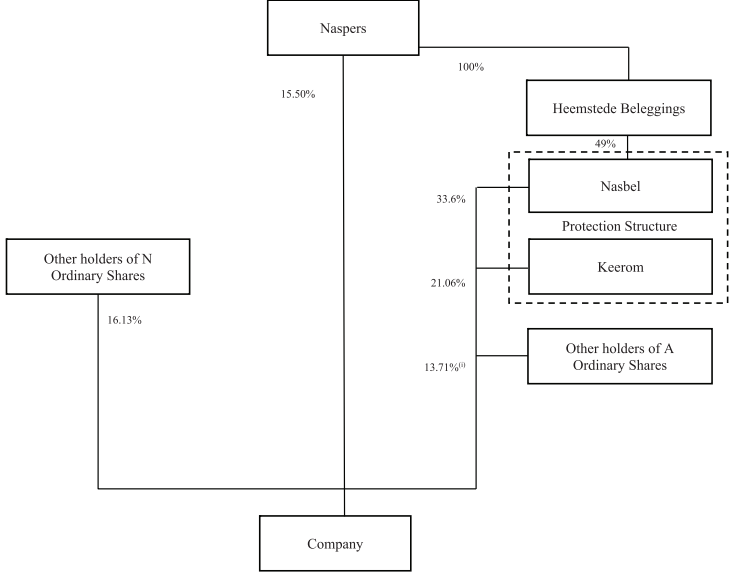 Naspers
100%
15.50%
Heemstede Beleggings
49%
Nasbel
33.6%
Protection Structure
Other holders of N
Ordinary Shares
Keerom
21.06%
16.13%
Other holders of A
Ordinary Shares
13.71%(i)
Company